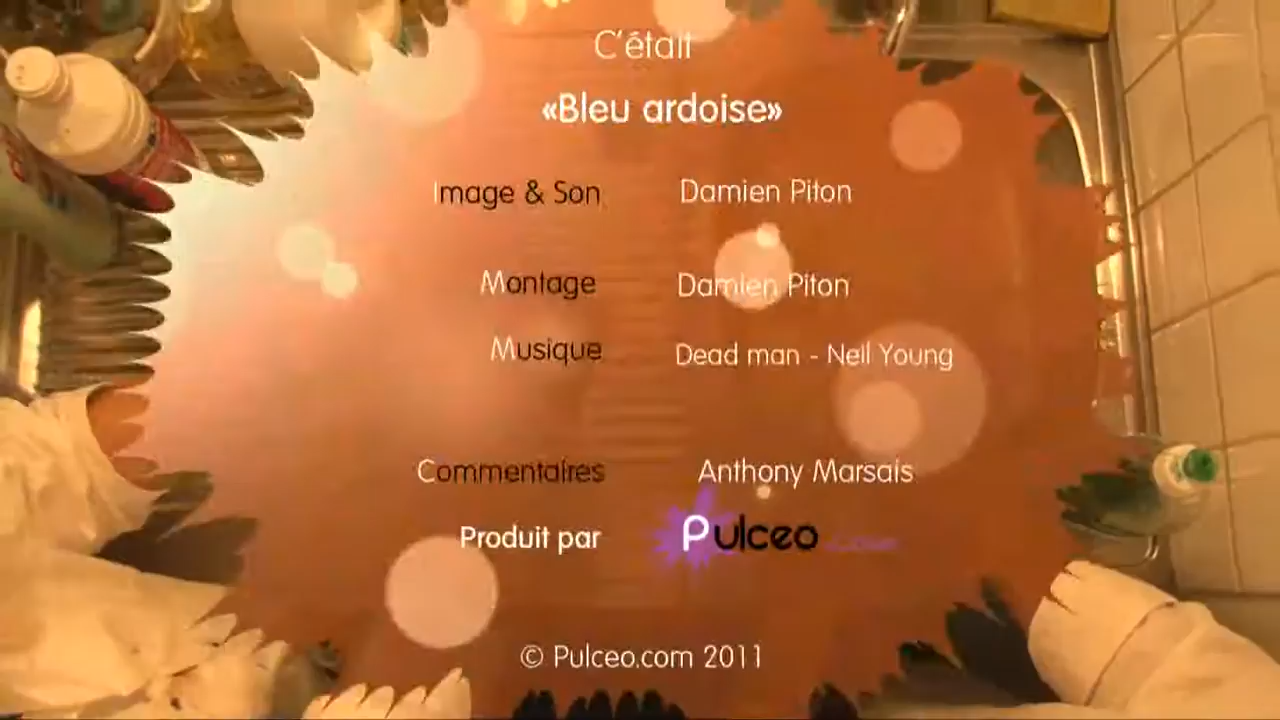 C'était
«Bleu ardoise»
Image & Son Damien Piton
Montage Damien Piton
Musique Dead man - Neil Young
Commentaires Anthony Marsais
Produit par Pulceo .com
© Pulceo.com 2011